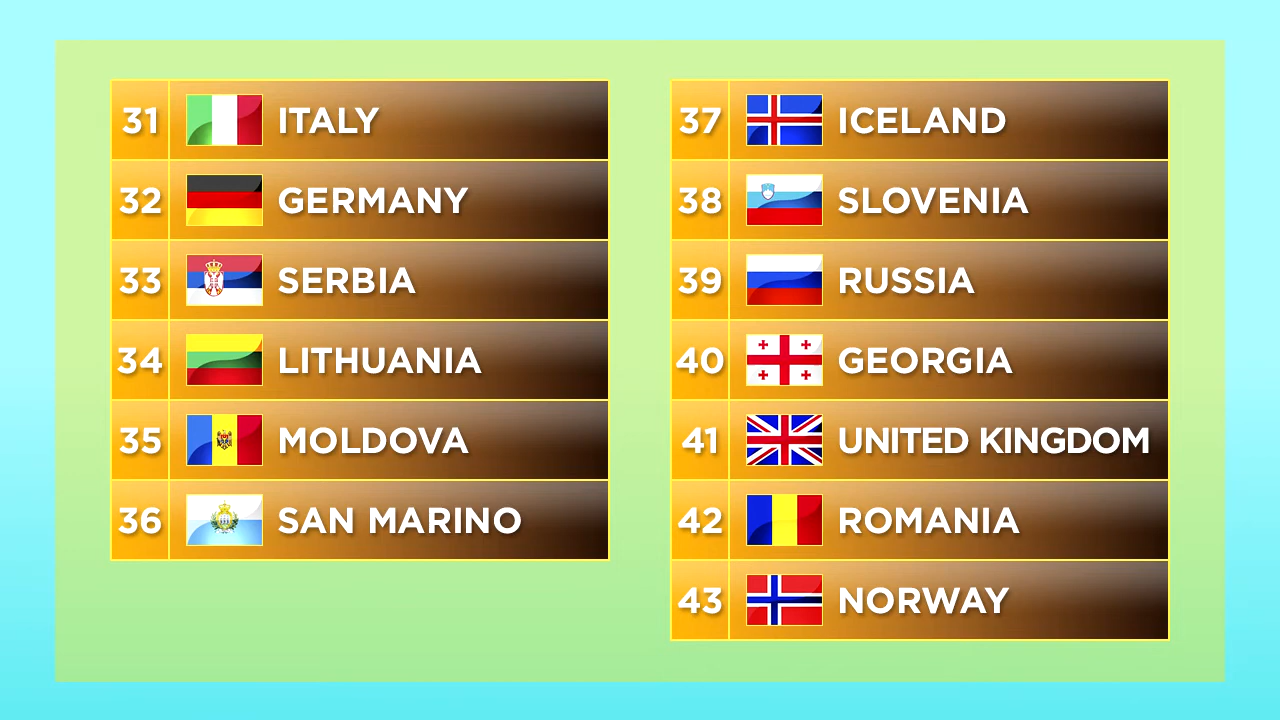 31 ITALY
32 GERMANY
33 SERBIA
34 LITHUANIA
35 MOLDOVA
36 SAN MARINO
37 ICELAND
38 SLOVENIA
39 RUSSIA
40 GEORGIA
41 UNITED KINGDOM
42 ROMANIA
43 NORWAY